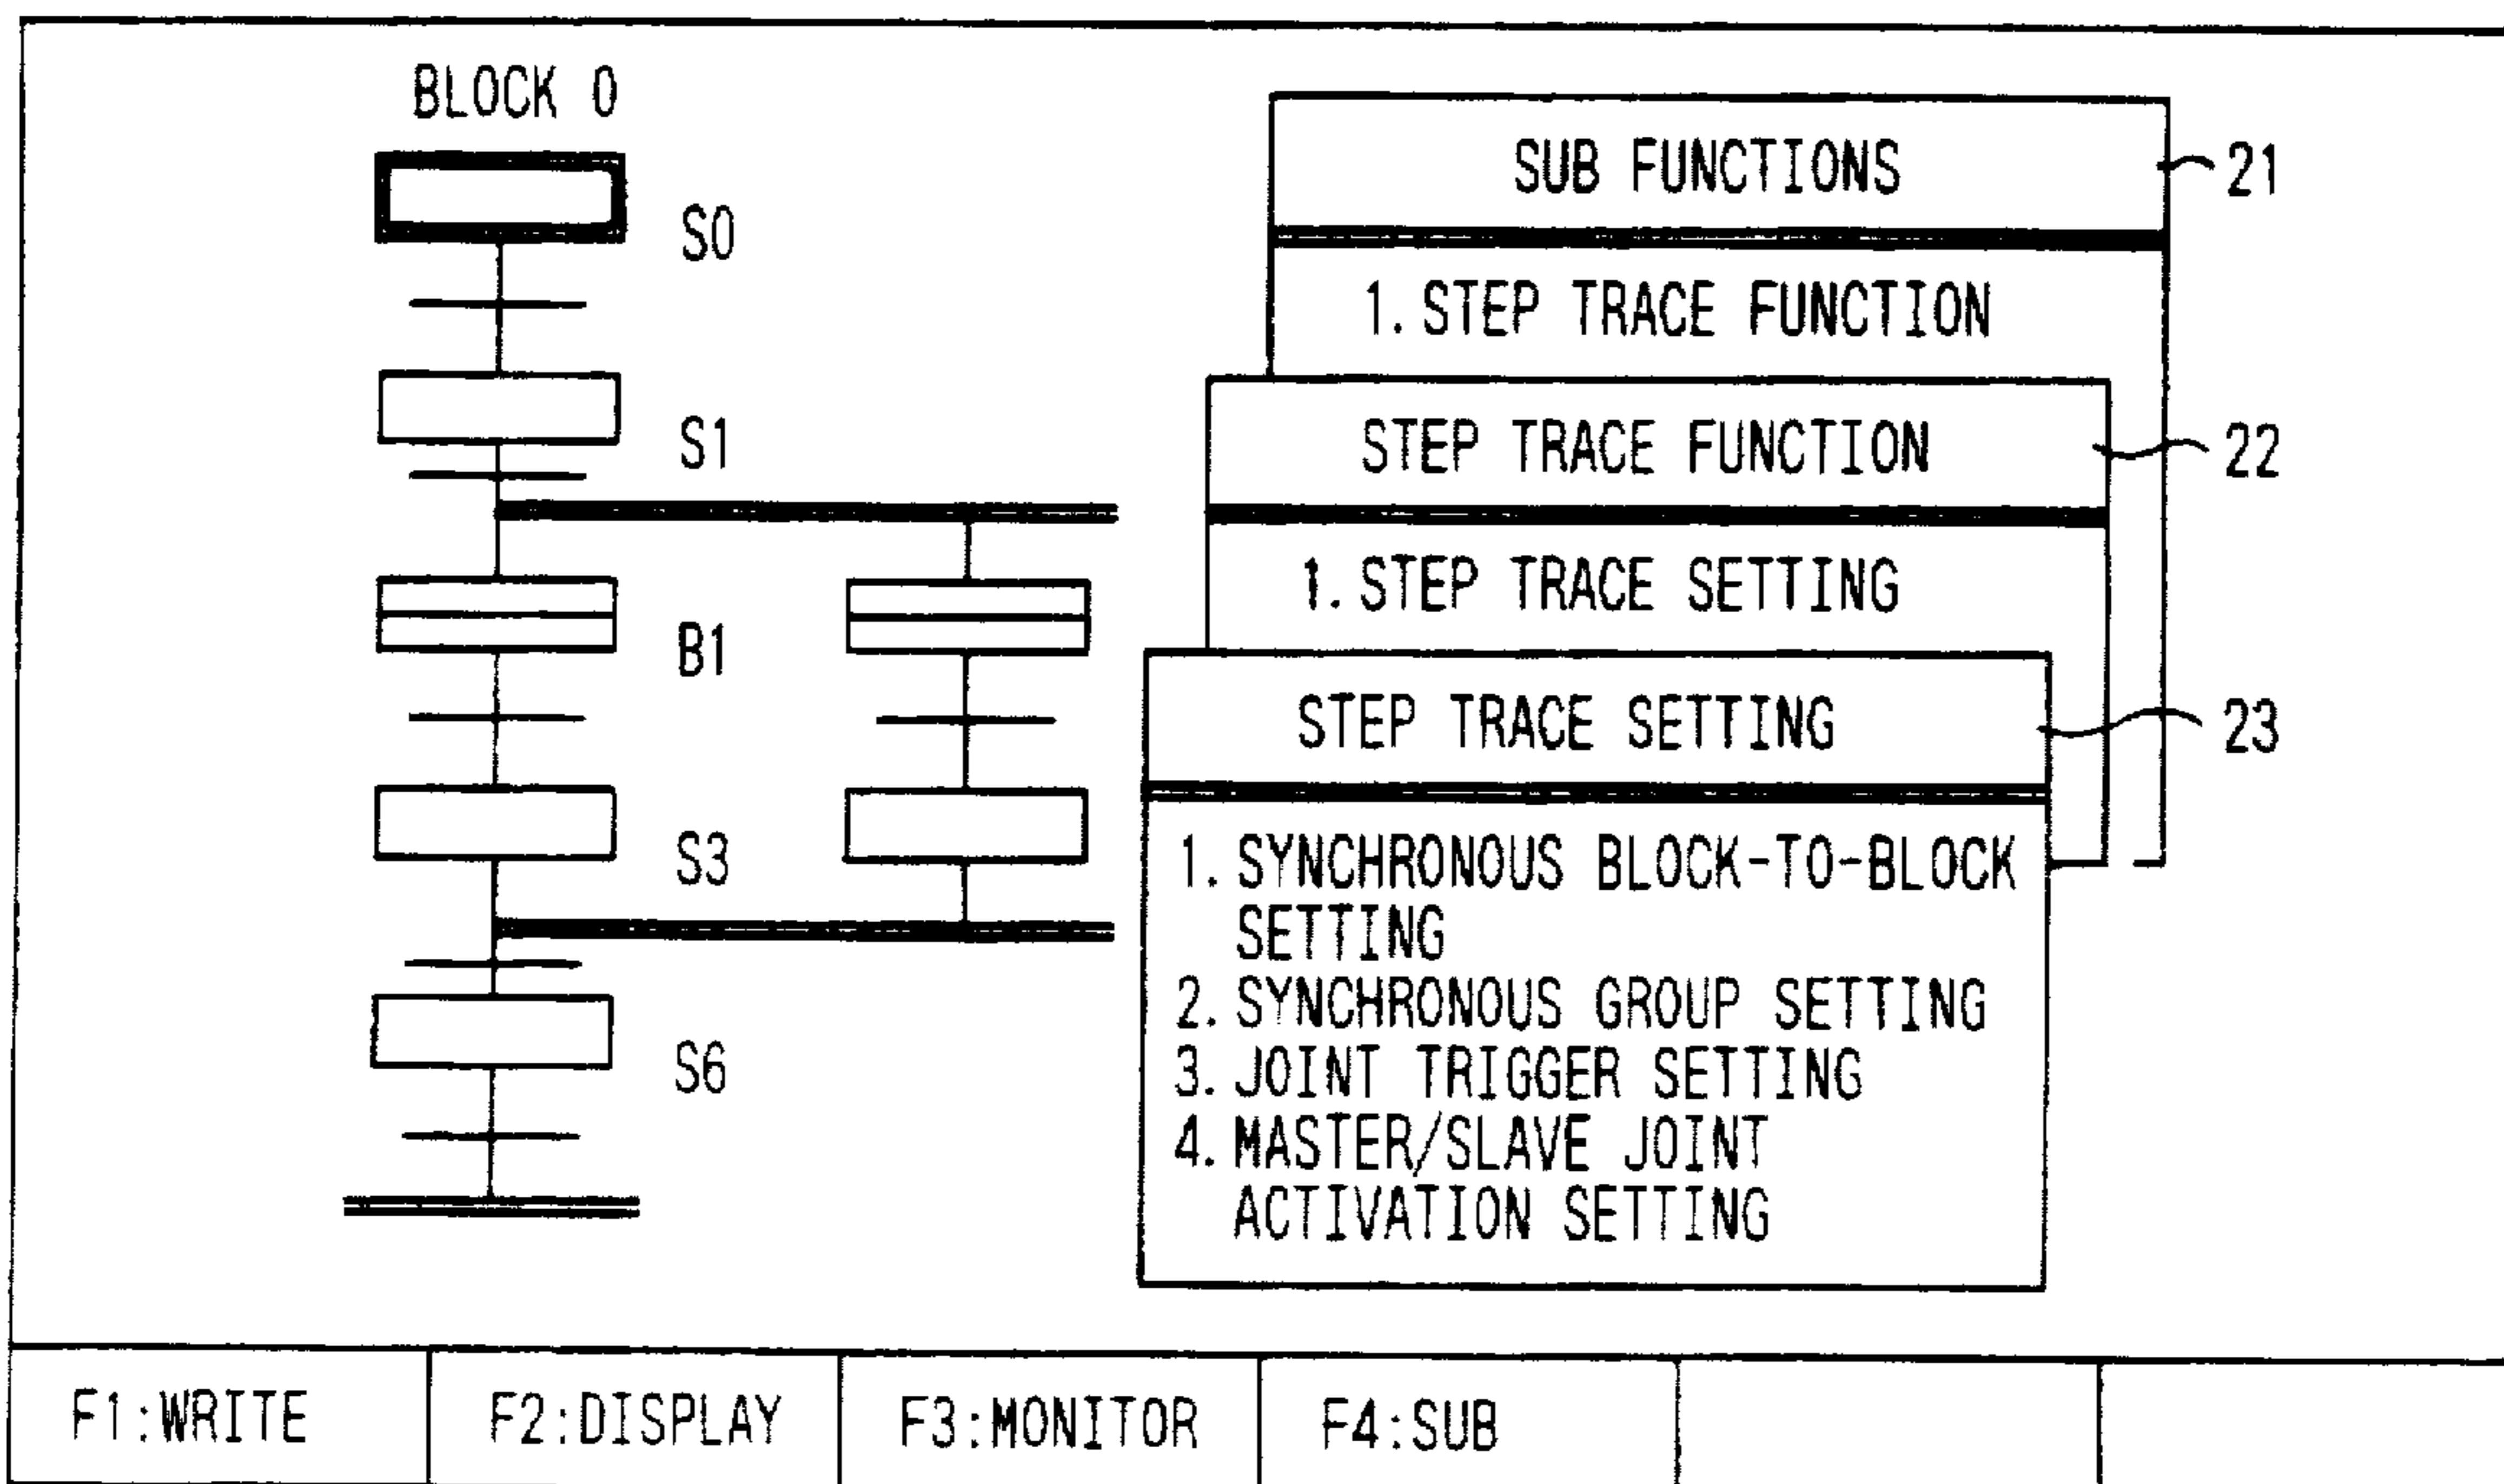 BLOCK 0
S0
S1
B1
S3
S6
SUB FUNCTIONS
21
1. STEP TRACE FUNCTION
STEP TRACE FUNCTION
22
1. STEP TRACE SETTING
STEP TRACE SETTING
23
1. SYNCHRONOUS BLOCK-TO-BLOCK
SETTING
2. SYNCHRONOUS GROUP SETTING
3. JOINT TRIGGER SETTING
4. MASTER/SLAVE JOINT
ACTIVATION SETTING
F1:WRITE
F2:DISPLAY
F3:MONITOR
F4:SUB